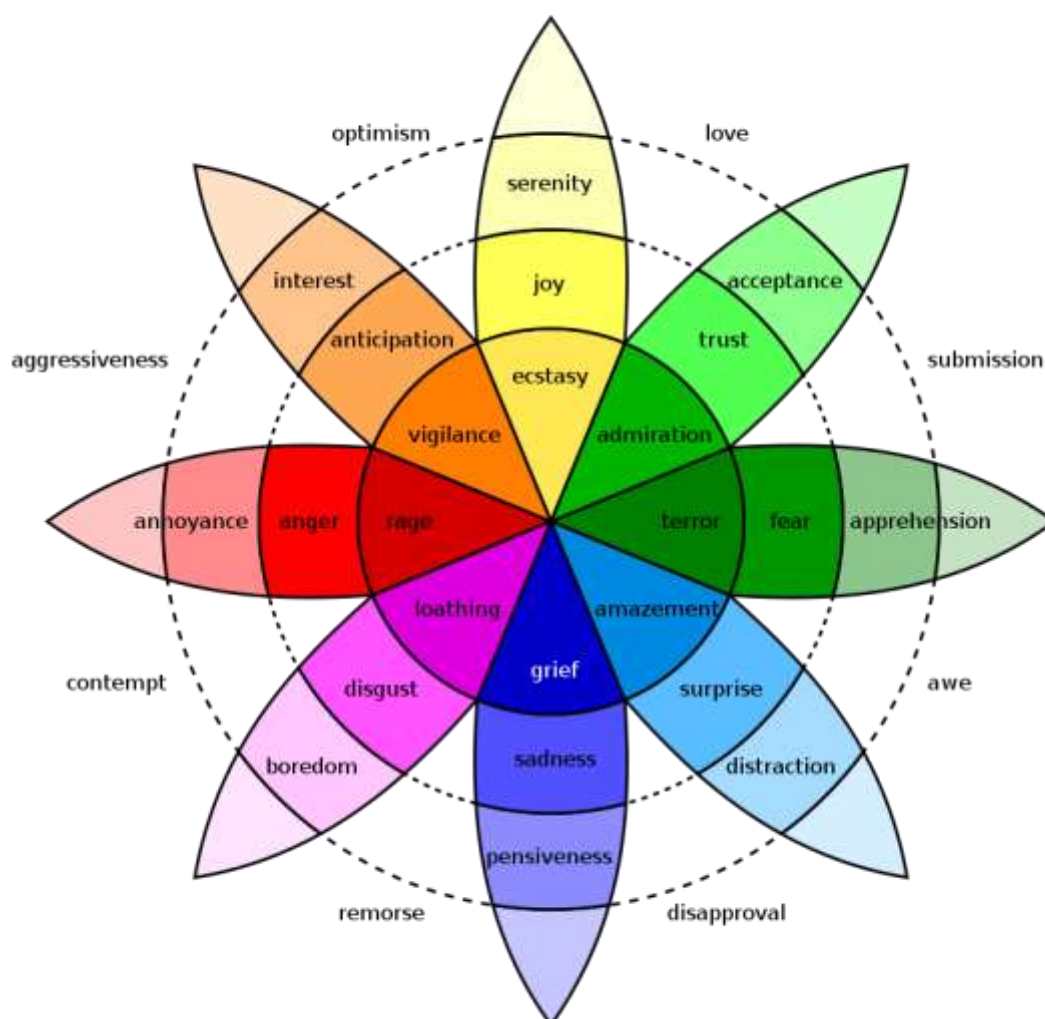 optimism
love
serenity
interest
joy
acceptance
anticipation
trust
aggressiveness
submission
ecstasy
vigilance
admiration
annoyance
anger
rage
terror
fear
apprehension
loathing
amazement
grief
contempt
disgust
surprise
awe
sadness
boredom
distraction
pensiveness
remorse
disapproval